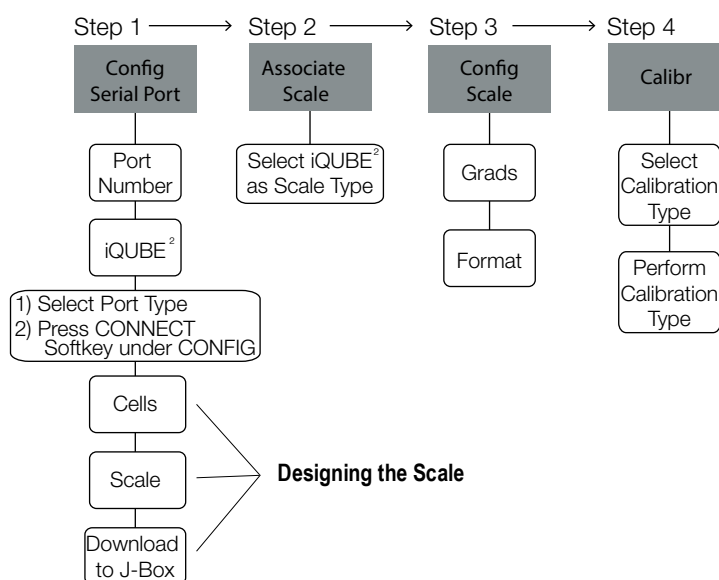 Step 1
Step 2
Step 3
Step 4
Config
Serial Port
Associate
Scale
Config
Scale
Calibr
Port
Number
iQUBE²
1) Select Port Type
2) Press CONNECT
Softkey under CONFIG
Cells
Scale
Download
to J-Box
Designing the Scale
Select iQUBE²
as Scale Type
Grads
Format
Select
Calibration
Type
Perform
Calibration
Type